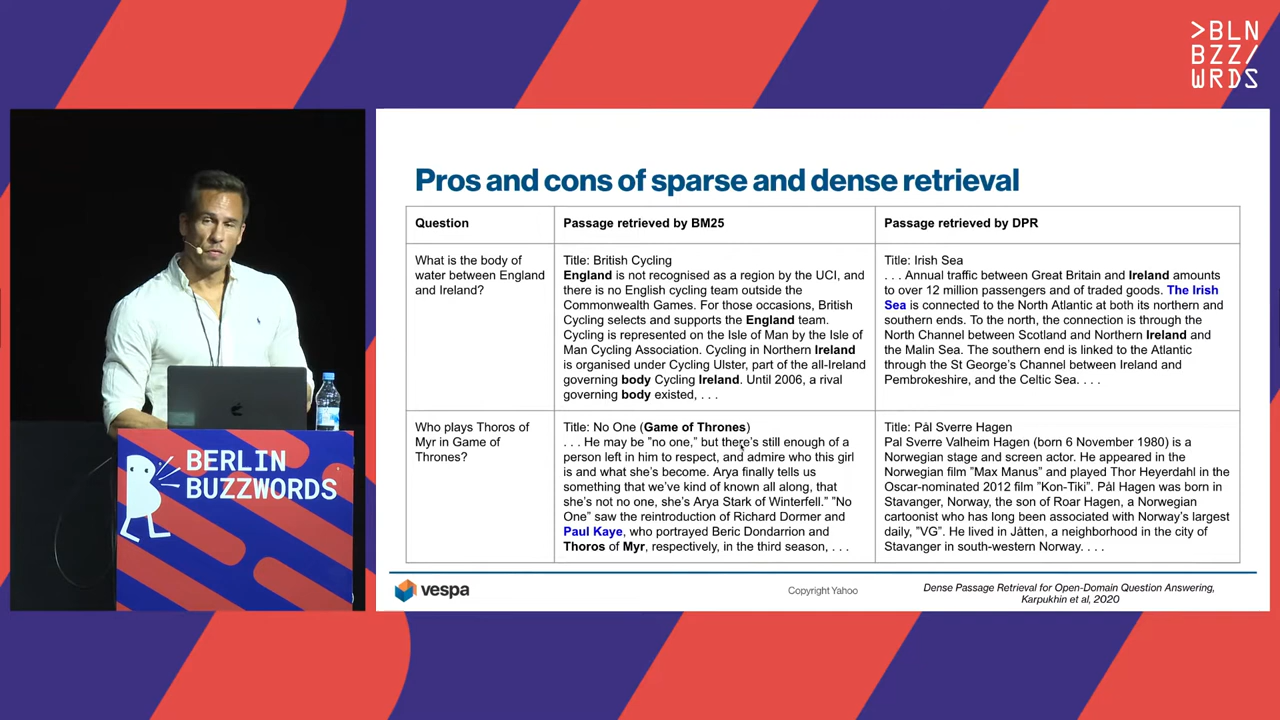 >BLN
BZZ/
WRDS
Pros and cons of sparse and dense retrieval
Question
Passage retrieved by BM25
Passage retrieved by DPR
What is the body of
water between England
and Ireland?
Title: British Cycling
England is not recognised as a region by the UCI, and
there is no English cycling team outside the
Commonwealth Games. For those occasions, British
Cycling selects and supports the England team.
Cycling is represented on the Isle of Man by the Isle of
Man Cycling Association. Cycling in Northern Ireland
is organised under Cycling Ulster, part of the all-Ireland
governing body Cycling Ireland. Until 2006, a rival
governing body existed, . . .
Title: Irish Sea
. . . Annual traffic between Great Britain and Ireland amounts
to over 12 million passengers and of traded goods. The Irish
Sea is connected to the North Atlantic at both its northern and
southern ends. To the north, the connection is through the
North Channel between Scotland and Northern Ireland and
the Malin Sea. The southern end is linked to the Atlantic
through the St George's Channel between Ireland and
Pembrokeshire, and the Celtic Sea. . . .
Who plays Thoros of
Myr in Game of
Thrones?
Title: No One (Game of Thrones)
. . . He may be "no one," but there's still enough of a
person left in him to respect, and admire who this girl
is and what she's become. Arya finally tells us
something that we've kind of known all along, that
she's not no one, she's Arya Stark of Winterfell." "No
One" saw the reintroduction of Richard Dormer and
Paul Kaye, who portrayed Beric Dondarrion and
Thoros of Myr, respectively, in the third season, . . .
Title: Pål Sverre Hagen
Pal Sverre Valheim Hagen (born 6 November 1980) is a
Norwegian stage and screen actor. He appeared in the
Norwegian film "Max Manus" and played Thor Heyerdahl in the
Oscar-nominated 2012 film "Kon-Tiki". Pål Hagen was born in
Stavanger, Norway, the son of Roar Hagen, a Norwegian
cartoonist who has long been associated with Norway's largest
daily, "VG". He lived in Jåtten, a neighborhood in the city of
Stavanger in south-western Norway. . . .
vespa
Copyright Yahoo
Dense Passage Retrieval for Open-Domain Question Answering,
Karpukhin et al, 2020
BERLIN
BUZZWORDS